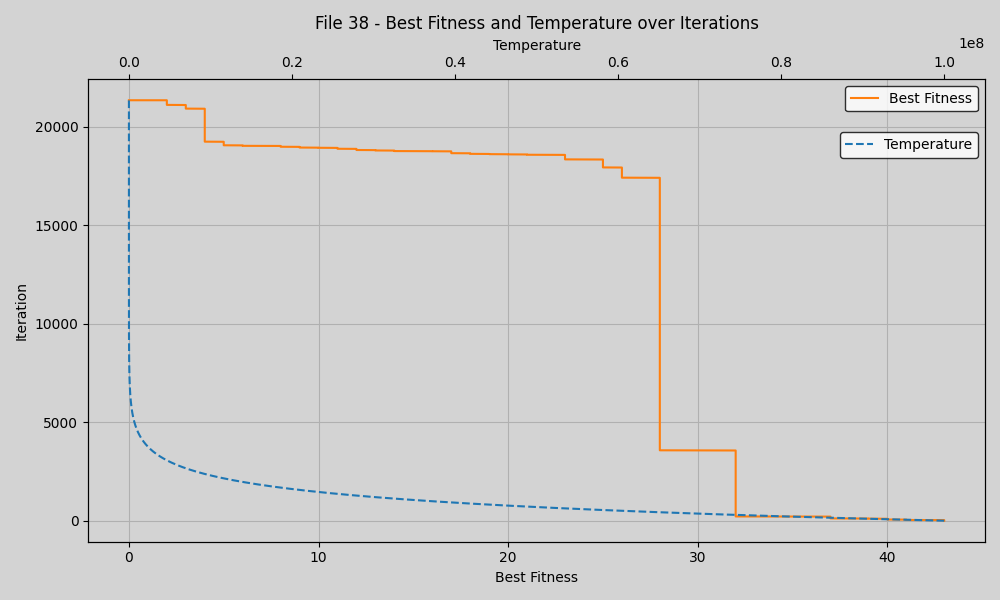 File 38 - Best Fitness and Temperature over Iterations
Temperature
1e8
0.0 0.2 0.4 0.6 0.8 1.0
Best Fitness
Temperature
20000
15000
10000
5000
0
Iteration
0 10 20 30 40
Best Fitness